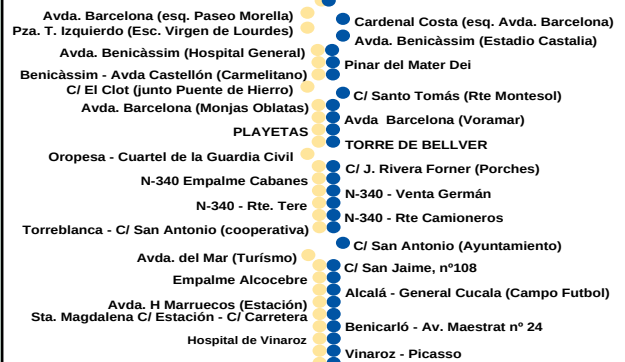 Avda. Barcelona (esq. Paseo Morella)
Cardenal Costa (esq. Avda. Barcelona)
Pza. T. Izquierdo (Esc. Virgen de Lourdes)
Avda. Benicàssim (Estadio Castalia)
Avda. Benicàssim (Hospital General)
Pinar del Mater Dei
Benicàssim - Avda Castellón (Carmelitano)
C/ El Clot (junto Puente de Hierro)
C/ Santo Tomás (Rte Montesol)
Avda. Barcelona (Monjas Oblatas)
Avda Barcelona (Voramar)
PLAYETAS
TORRE DE BELLVER
Oropesa - Cuartel de la Guardia Civil
C/ J. Rivera Forner (Porches)
N-340 Empalme Cabanes
N-340 - Venta Germán
N-340 - Rte. Tere
N-340 - Rte Camioneros
Torreblanca - C/ San Antonio (cooperativa)
C/ San Antonio (Ayuntamiento)
Avda. del Mar (Turísmo)
C/ San Jaime, nº108
Empalme Alcocebre
Alcalá - General Cucala (Campo Futbol)
Avda. H Marruecos (Estación)
Sta. Magdalena C/ Estación - C/ Carretera
Benicarló - Av. Maestrat nº 24
Hospital de Vinaroz
Vinaroz - Picasso